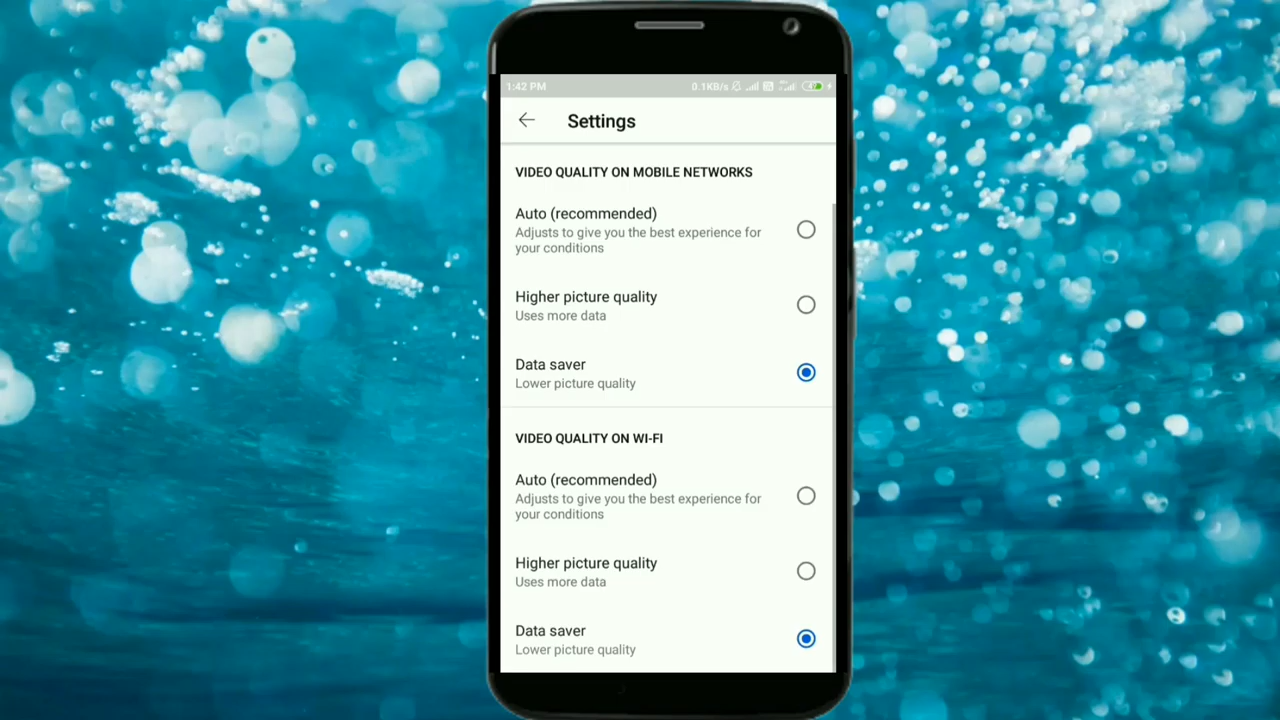 1:42 PM 0.1KB/s
Settings
VIDEO QUALITY ON MOBILE NETWORKS
Auto (recommended)
Adjusts to give you the best experience for
your conditions
Higher picture quality
Uses more data
Data saver
Lower picture quality
VIDEO QUALITY ON WI-FI
Auto (recommended)
Adjusts to give you the best experience for
your conditions
Higher picture quality
Uses more data
Data saver
Lower picture quality